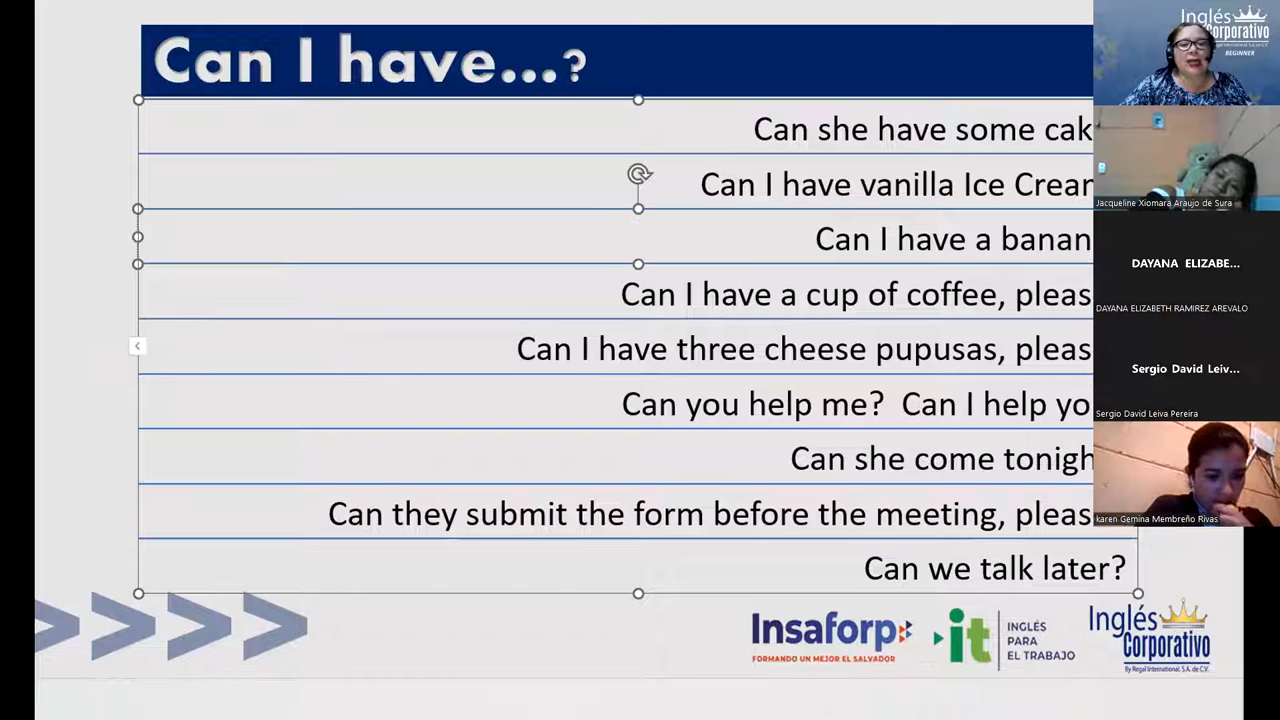 Can I have...?
Inglés
Corporativo
BEGINNER
Can she have some cak
Can I have vanilla Ice Crear
Can I have a banan
Can I have a cup of coffee, pleas
Can I have three cheese pupusas, pleas
Can you help me?  Can I help yo
Can she come tonigh
Can they submit the form before the meeting, pleas
Can we talk later?
Jacqueline Xiomara Araujo de Sura
DAYANA ELIZABE...
DAYANA ELIZABETH RAMIREZ AREVALO
Sergio David Leiv...
Sergio David Leiva Pereira
karen Gemina Membreño Rivas
Insaforp
FORMANDO UN MEJOR EL SALVADOR
it
INGLÉS
PARA
EL TRABAJO
Inglés
Corporativo
By Regal International, S.A. de C.V.